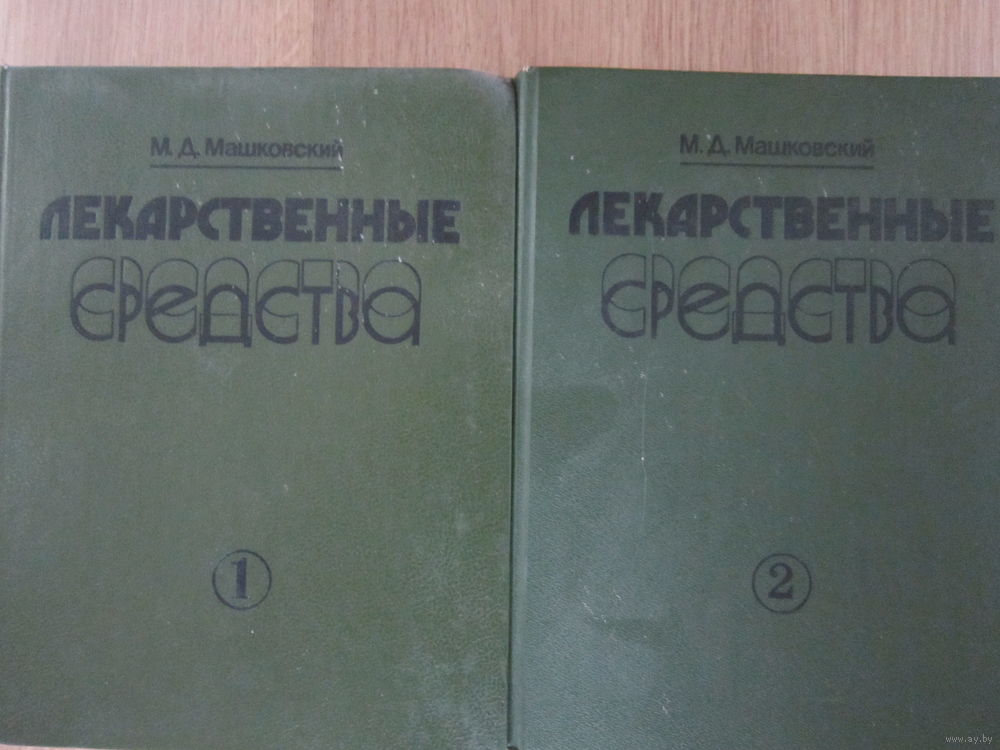 М. Д. Машковский
ЛЕКАРСТВЕННЫЕ
СРЕДСТВА
1
М. Д. Машковский
ЛЕКАРСТВЕННЫЕ
СРЕДСТВА
2
www.ay.by